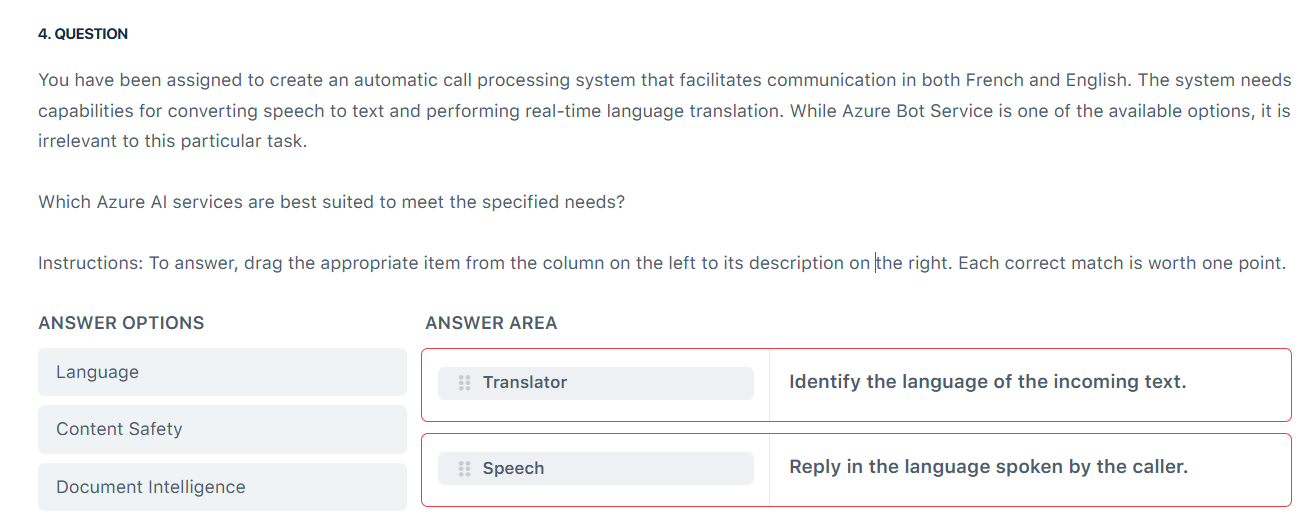 4. QUESTION
You have been assigned to create an automatic call processing system that facilitates communication in both French and English. The system needs
capabilities for converting speech to text and performing real-time language translation. While Azure Bot Service is one of the available options, it is
irrelevant to this particular task.
Which Azure AI services are best suited to meet the specified needs?
Instructions: To answer, drag the appropriate item from the column on the left to its description on the right. Each correct match is worth one point.
ANSWER OPTIONS
Language
Content Safety
Document Intelligence
ANSWER AREA
Translator
Identify the language of the incoming text.
Speech
Reply in the language spoken by the caller.